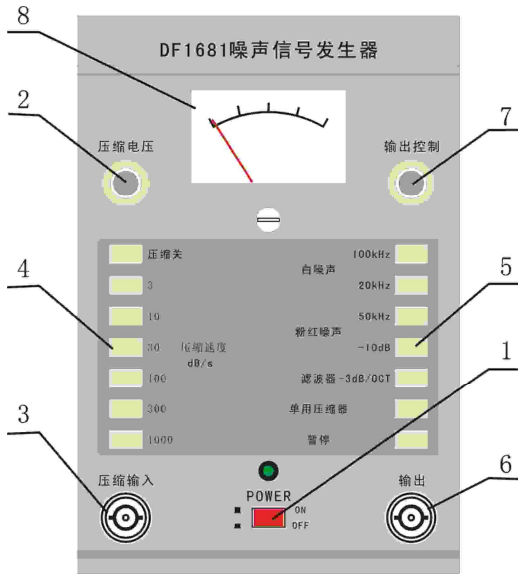 8
DF1681噪声信号发生器
2
7
压缩电压
输出控制
压缩关
100kHz
白噪声
4
3
20kHz
5
10
50kHz
粉红噪声
30
压缩速度
-10dB
dB/s
1
100
滤波器-3dB/OCT
300
单用压缩器
3
1000
暂停
6
压缩输入
输出
POWER
ON
OFF